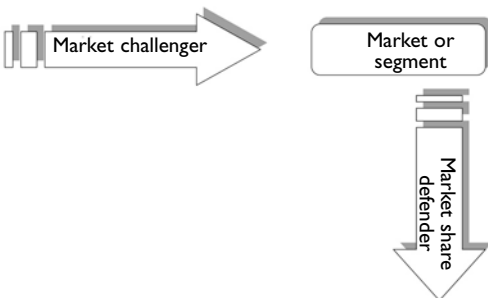 Market challenger
Market or
segment
Market share
defender